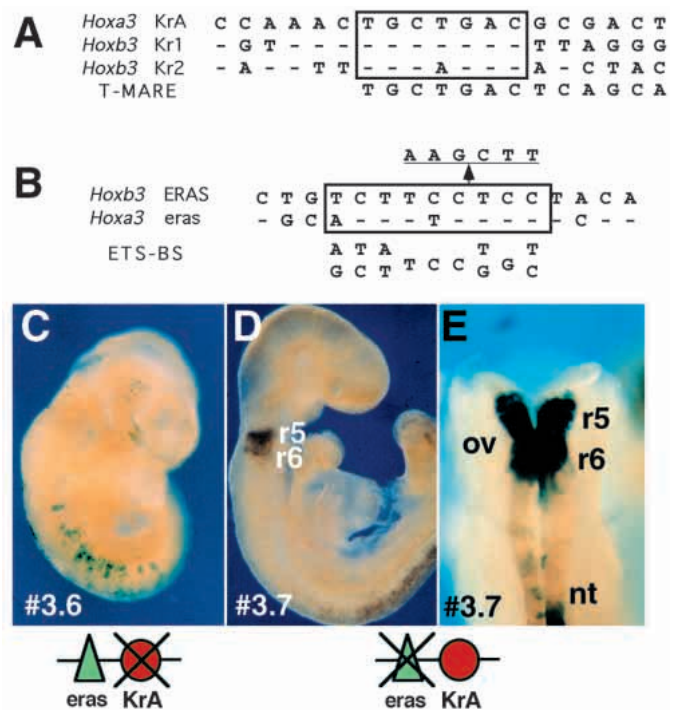 A
Hoxa3 KrA C C A A A C T G C T G A C G C G A C T
Hoxb3 Kr1 - G T - - - - - - - - - - T T A G G G
Hoxb3 Kr2 - A - - T T - - - A - - - A - C T A C
T-MARE T G C T G A C T C A G C A
B
A A G C T T
Hoxb3 ERAS C T G T C T T C C T C C T A C A
Hoxa3 eras - G C A - - - T - - - - - C - -
ETS-BS
A T A T T
T C C G
G C T G C
C
#3.6
D
r5
r6
#3.7
E
ov
r5
r6
nt
#3.7
eras KrA
eras KrA